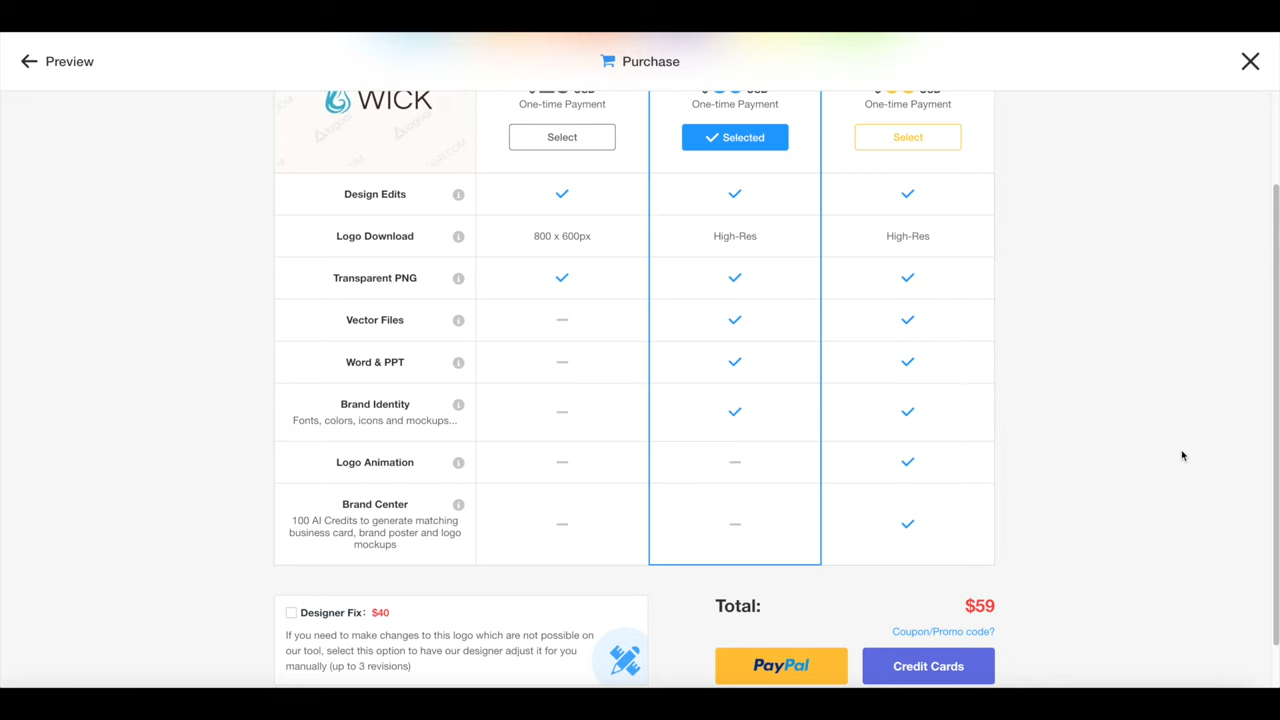 Preview
Purchase
WICK
One-time Payment
One-time Payment
One-time Payment
Select
Selected
Select
Design Edits
Logo Download
800 x 600px
High-Res
High-Res
Transparent PNG
Vector Files
Word & PPT
Brand Identity
Fonts, colors, icons and mockups...
Logo Animation
Brand Center
100 AI Credits to generate matching
business card, brand poster and logo
mockups
Designer Fix: $40
If you need to make changes to this logo which are not possible on
our tool, select this option to have our designer adjust it for you
manually (up to 3 revisions)
Total:
$59
Coupon/Promo code?
PayPal
Credit Cards